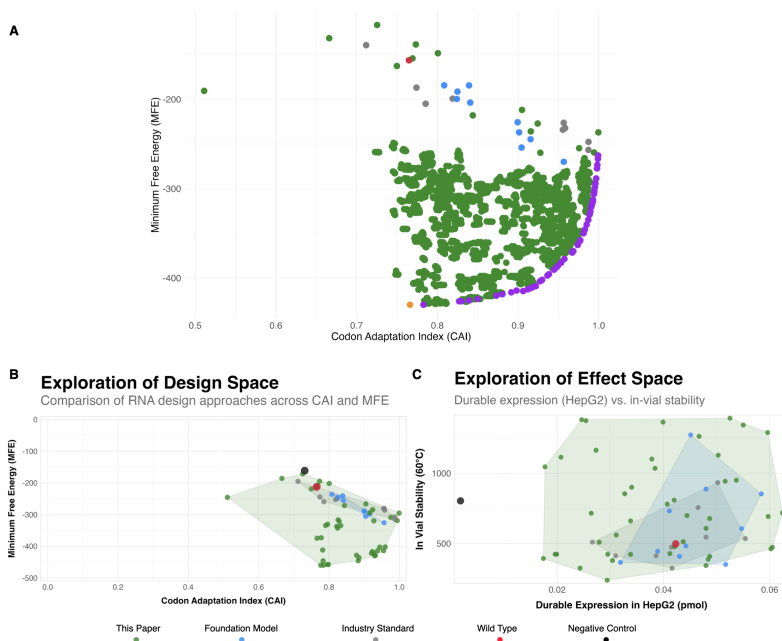 A
Minimum Free Energy (MFE)
-200
-300
-400
0.5 0.6 0.7 0.8 0.9 1.0
Codon Adaptation Index (CAI)
B
Exploration of Design Space
Comparison of RNA design approaches across CAI and MFE
Minimum Free Energy (MFE)
0
-100
-200
-300
-400
-500
0.0 0.2 0.4 0.6 0.8 1.0
Codon Adaptation Index (CAI)
C
Exploration of Effect Space
Durable expression (HepG2) vs. in-vial stability
In Vial Stability (60°C)
1000
500
0.02 0.04 0.06
Durable Expression in HepG2 (pmol)
This Paper Foundation Model Industry Standard Wild Type Negative Control